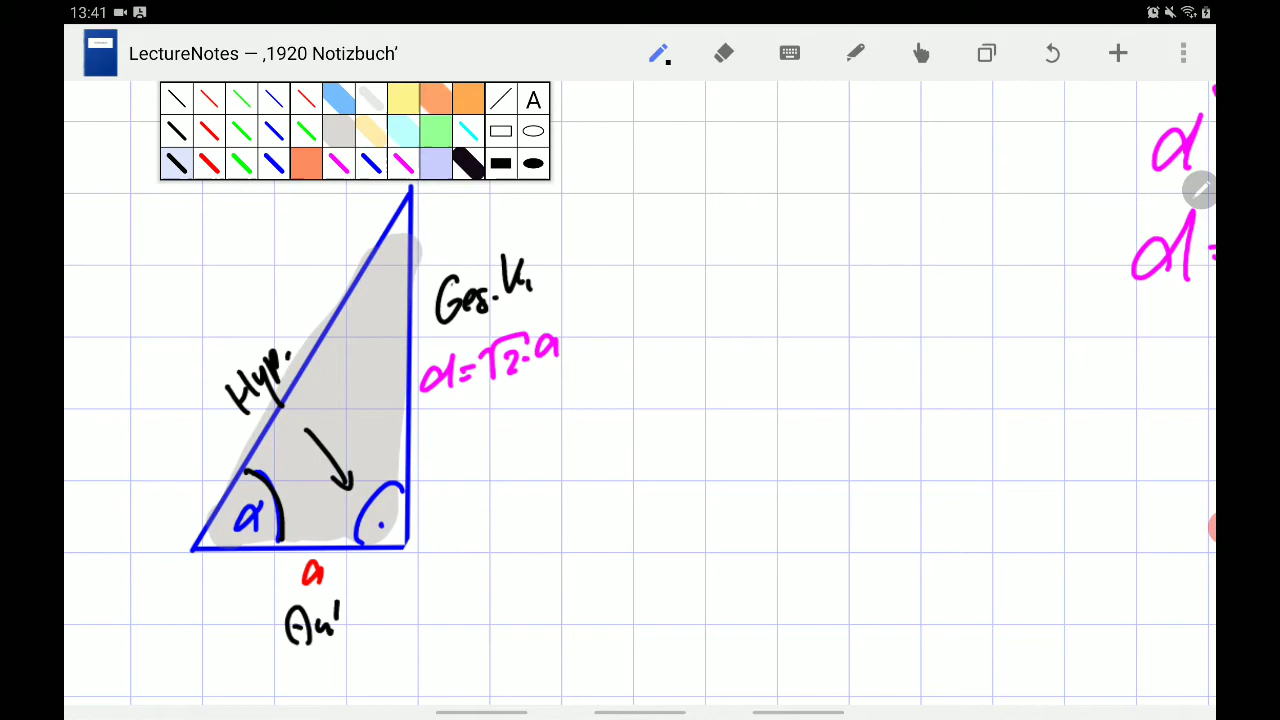 13:41
LectureNotes — ‚1920 Notizbuch‘
A
α
d=
Ges. K.
Hyp.
d=√2·a
α
a
An